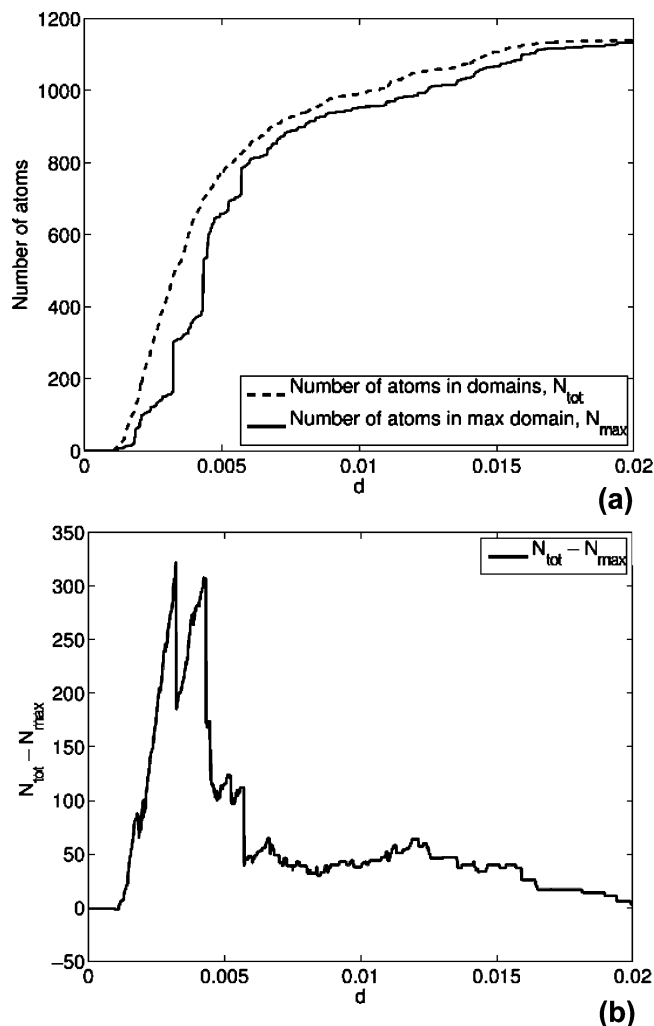 1200
1000
800
600
400
200
0
Number of atoms
Number of atoms in domains, N_tot
Number of atoms in max domain, N_max
0 0.005 0.01 0.015 0.02
d
(a)
350
300
250
200
150
100
50
0
−50
N_tot − N_max
N_tot − N_max
0 0.005 0.01 0.015 0.02
d
(b)